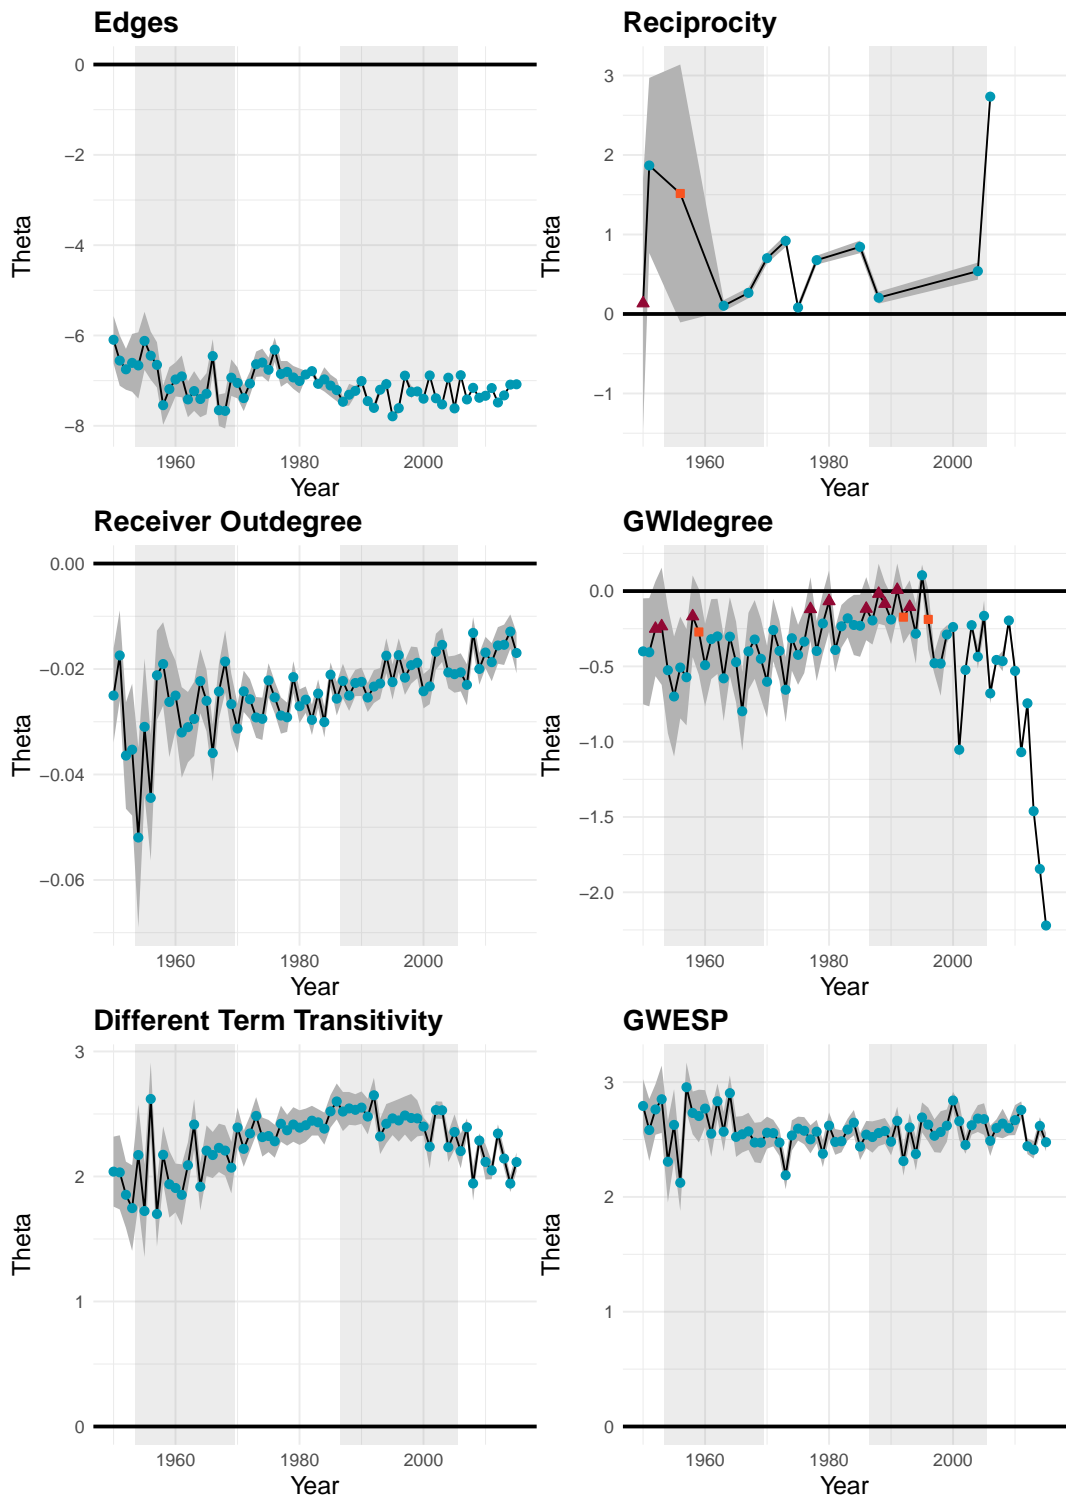 Edges
Reciprocity
0
−2
−4
−6
−8
Theta
1960
1980
2000
Year
3
2
1
0
−1
Theta
1960
1980
2000
Year
Receiver Outdegree
GWIdegree
0.00
−0.02
−0.04
−0.06
Theta
1960
1980
2000
Year
0.0
−0.5
−1.0
−1.5
−2.0
Theta
1960
1980
2000
Year
Different Term Transitivity
GWESP
3
2
1
0
Theta
1960
1980
2000
Year
3
2
1
0
Theta
1960
1980
2000
Year